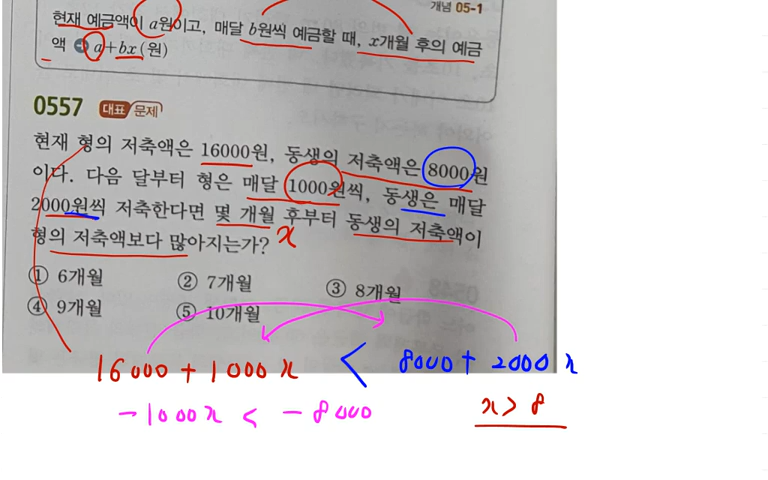 개념 05-1
현재 예금액이 a원이고, 매달 b원씩 예금할 때, x개월 후의 예금
액 → a+bx(원)
0557 대표 문제
현재 형의 저축액은 16000원, 동생의 저축액은 8000원
이다. 다음 달부터 형은 매달 1000원씩, 동생은 매달
2000원씩 저축한다면 몇 개월 후부터 동생의 저축액이
형의 저축액보다 많아지는가? x
① 6개월 ② 7개월 ③ 8개월
④ 9개월 ⑤ 10개월
16000 + 1000x < 8000 + 2000x
-1000x < -8000 x > 8